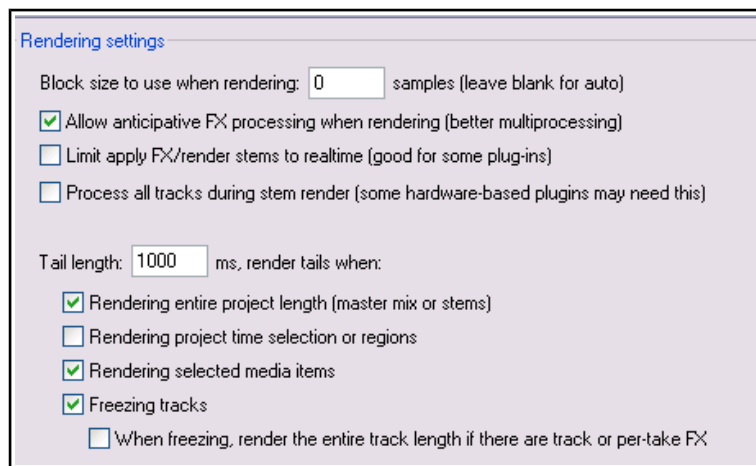 Rendering settings
Block size to use when rendering: 0 samples (leave blank for auto)
Allow anticipative FX processing when rendering (better multiprocessing)
Limit apply FX/render stems to realtime (good for some plug-ins)
Process all tracks during stem render (some hardware-based plugins may need this)
Tail length: 1000 ms, render tails when:
Rendering entire project length (master mix or stems)
Rendering project time selection or regions
Rendering selected media items
Freezing tracks
When freezing, render the entire track length if there are track or per-take FX